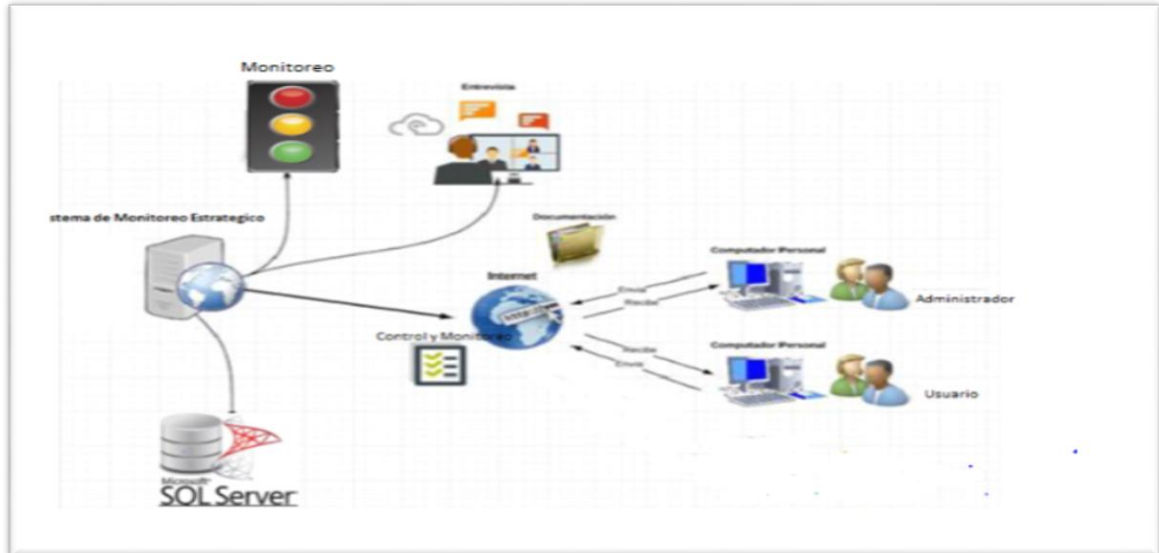 Monitoreo
Entrevista
stema de Monitoreo Estrategico
Documentación
Internet
http://
Computador Personal
Envia
Recibe
Administrador
Control y Monitoreo
Computador Personal
Recibe
Envia
Usuario
Microsoft
SQL Server